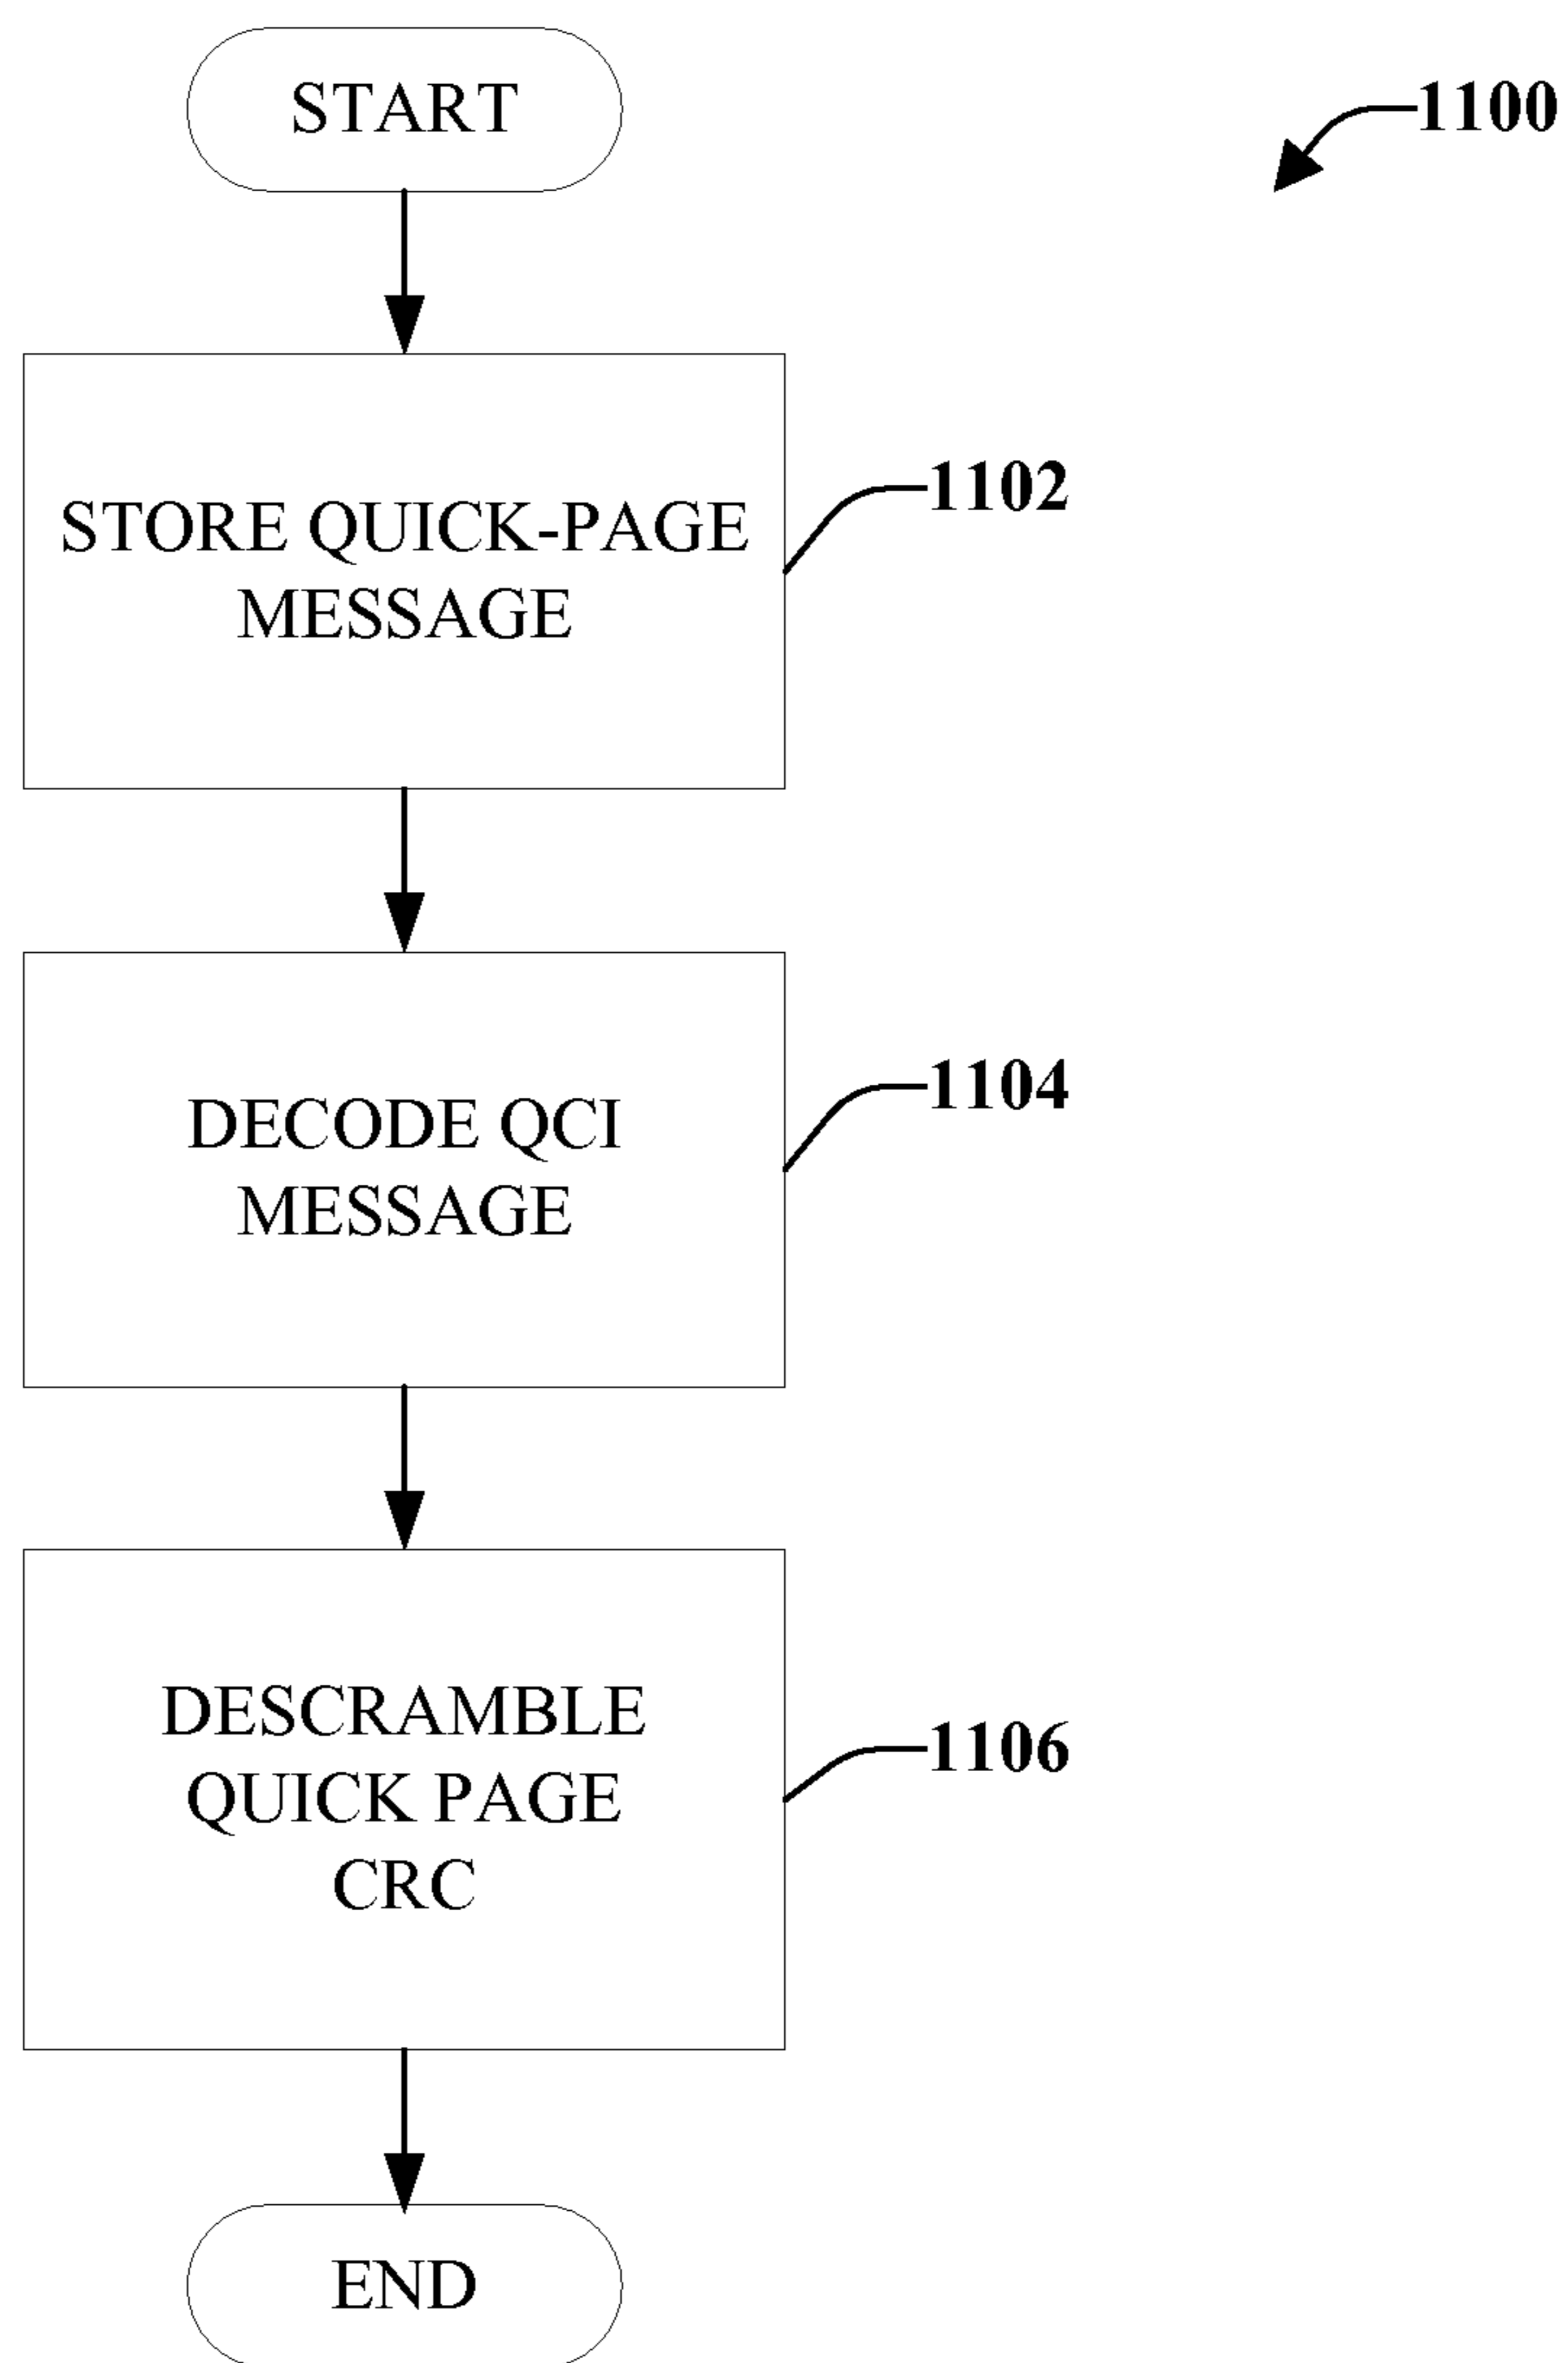 START
1100
STORE QUICK-PAGE
MESSAGE
1102
DECODE QCI
MESSAGE
1104
DESCRAMBLE
QUICK PAGE
CRC
1106
END